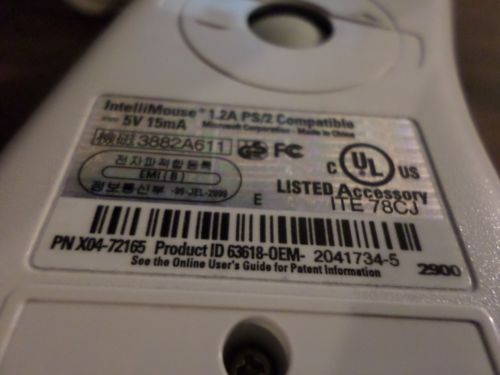 IntelliMouse® 1.2A PS/2 Compatible
5V 15mA Microsoft Corporation - Made in China
3882A611 FC
전자파적합등록
EMI (B)
정보통신부
C UL US
LISTED Accessory
E ITE 78CJ
PN X04-72165 Product ID 63618-OEM- 2041734-5
See the Online User's Guide for Patent Information 2900